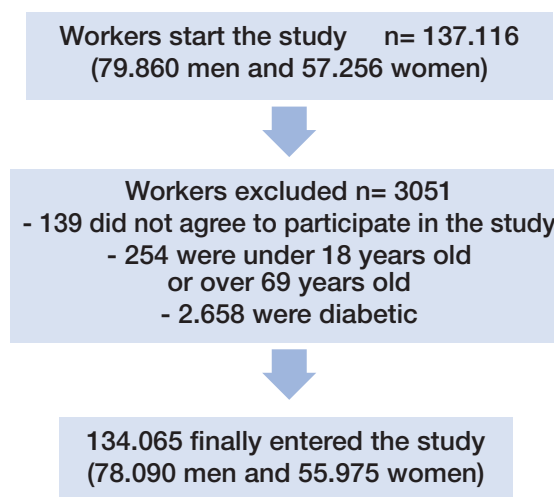 Workers start the study n= 137.116
(79.860 men and 57.256 women)
Workers excluded n= 3051
- 139 did not agree to participate in the study
- 254 were under 18 years old
or over 69 years old
- 2.658 were diabetic
134.065 finally entered the study
(78.090 men and 55.975 women)